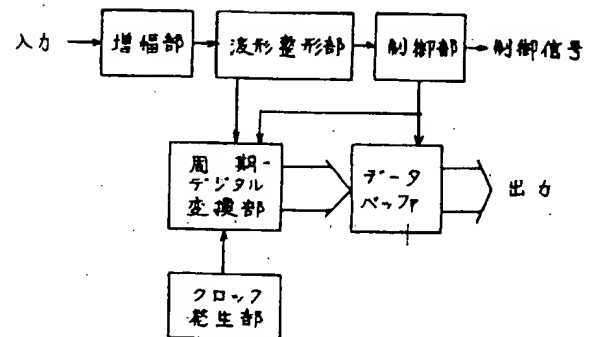 入力
増幅部
波形整形部
制御部
制御信号
周期-
デジタル
変換部
データ
バッファ
出力
クロック
発生部